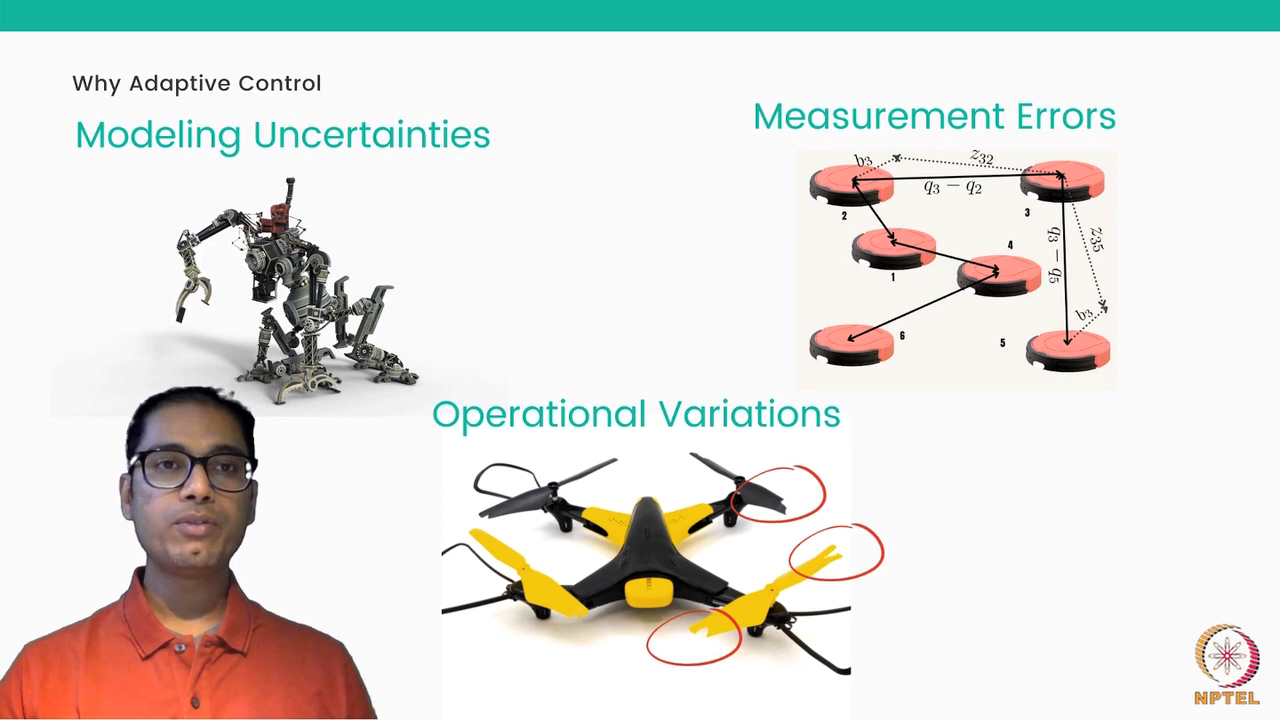 Why Adaptive Control
Modeling Uncertainties
Measurement Errors
b₃
z₃₂
q₃ − q₂
2
3
4
1
q₃ − q₅
z₃₅
b₃
6
5
Operational Variations
NPTEL